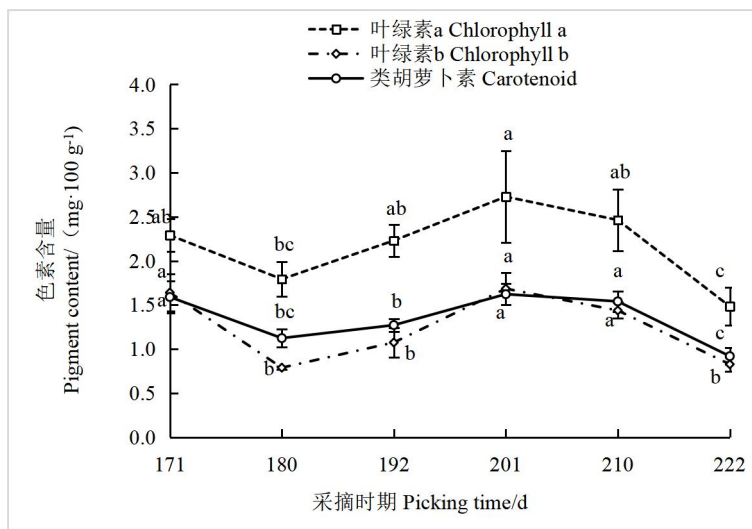 叶绿素a Chlorophyll a
叶绿素b Chlorophyll b
类胡萝卜素 Carotenoid
色素含量
Pigment content/（mg·100 g⁻¹)
4.0
3.5
3.0
2.5
2.0
1.5
1.0
0.5
0.0
ab
bc
ab
a
ab
c
a
bc
b
a
a
c
a
b
b
a
a
b
171 180 192 201 210 222
采摘时期 Picking time/d